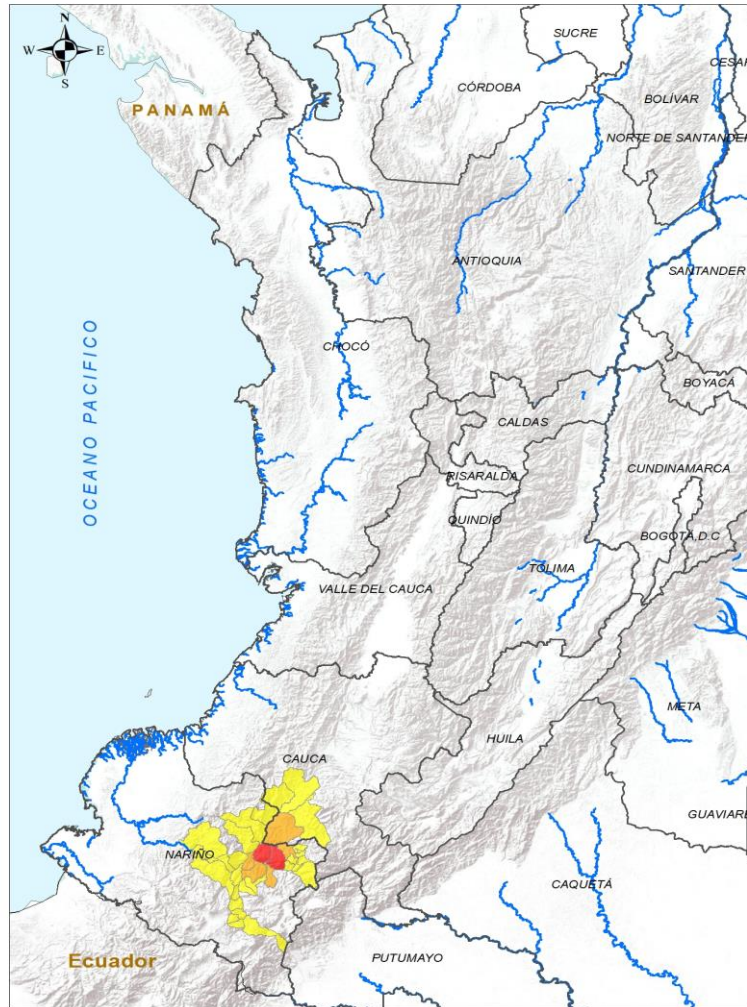 N
W
E
S
SUCRE
CESAR
CÓRDOBA
BOLÍVAR
PANAMÁ
NORTE DE SANTANDER
ANTIOQUIA
SANTANDER
OCEANO PACIFICO
CHOCÓ
BOYACÁ
CALDAS
CUNDINAMARCA
RISARALDA
QUINDÍO
BOGOTÁ,D.C
TOLIMA
VALLE DEL CAUCA
META
HUILA
CAUCA
GUAVIARE
NARIÑO
CAQUETÁ
PUTUMAYO
Ecuador